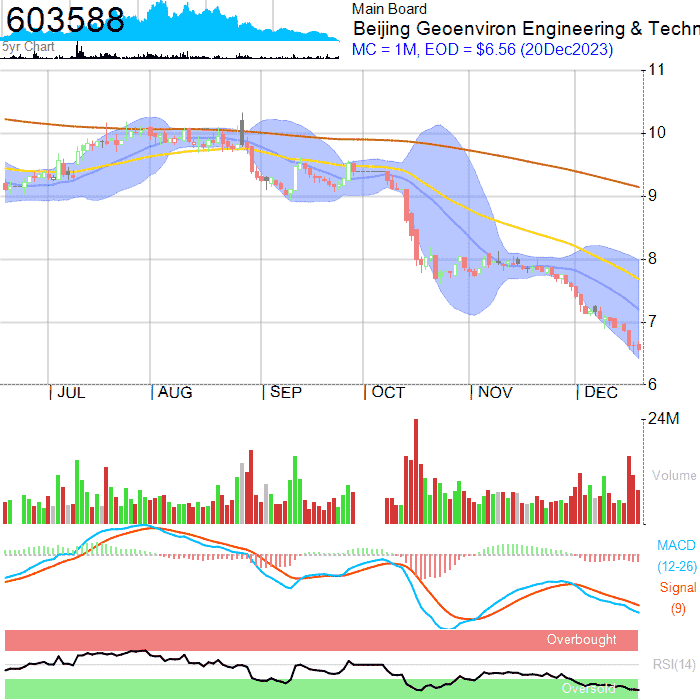 603588
5yr Chart
Main Board
Beijing Geoenviron Engineering & Techn
MC = 1M, EOD = $6.56 (20Dec2023)
11
10
9
8
7
6
JUL
AUG
SEP
OCT
NOV
DEC
24M
Volume
MACD
(12-26)
Signal
(9)
Overbought
RSI(14)
Oversold